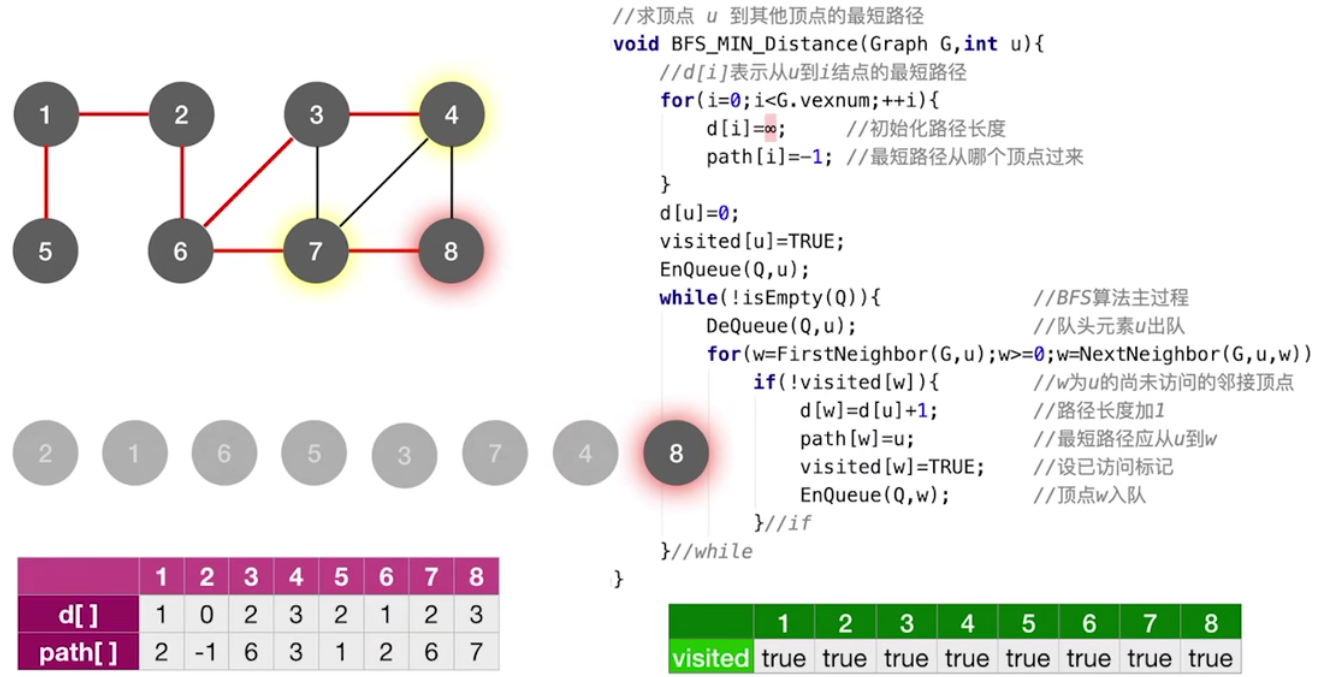 1 2 3 4
5 6 7 8
2 1 6 5 3 7 4 8
1 2 3 4 5 6 7 8
d[ ] 1 0 2 3 2 1 2 3
path[ ] 2 -1 6 3 1 2 6 7
//求顶点 u 到其他顶点的最短路径
void BFS_MIN_Distance(Graph G,int u){
//d[i]表示从u到i结点的最短路径
for(i=0;i<G.vexnum;++i){
d[i]=∞; //初始化路径长度
path[i]=-1; //最短路径从哪个顶点过来
}
d[u]=0;
visited[u]=TRUE;
EnQueue(Q,u);
while(!isEmpty(Q)){ //BFS算法主过程
DeQueue(Q,u); //队头元素u出队
for(w=FirstNeighbor(G,u);w>=0;w=NextNeighbor(G,u,w))
if(!visited[w]){ //w为u的尚未访问的邻接顶点
d[w]=d[u]+1; //路径长度加1
path[w]=u; //最短路径应从u到w
visited[w]=TRUE; //设已访问标记
EnQueue(Q,w); //顶点w入队
}//if
}//while
}
1 2 3 4 5 6 7 8
visited true true true true true true true true